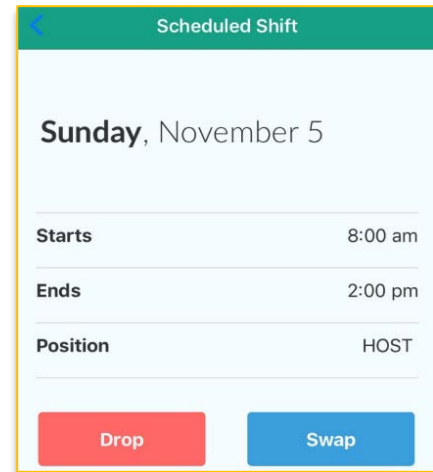 Scheduled Shift
Sunday, November 5
Starts 8:00 am
Ends 2:00 pm
Position HOST
Drop Swap